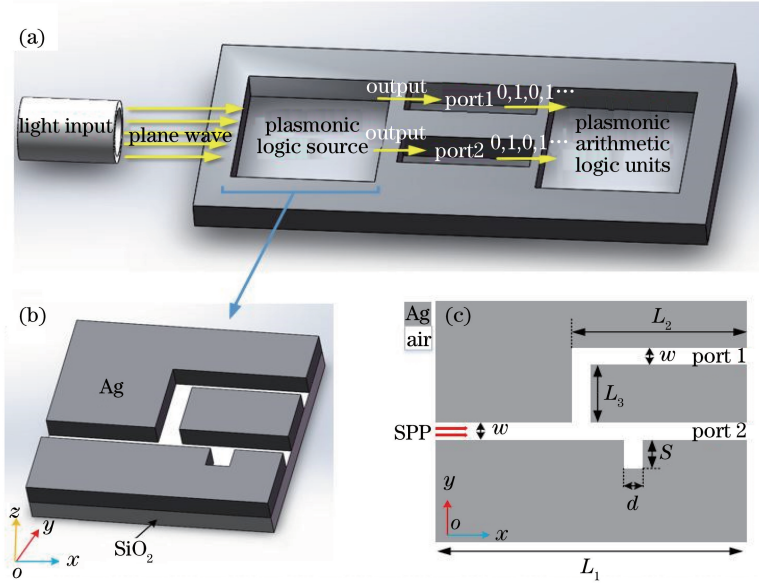 (a)
output
port1
0,1,0,1…
light input
plane wave
plasmonic
logic source
output
port2
0,1,0,1…
plasmonic
arithmetic
logic units
(b)
Ag
SiO2
z
y
x
o
Ag
air
(c)
L2
w
port 1
L3
SPP
w
port 2
S
d
y
o
x
L1